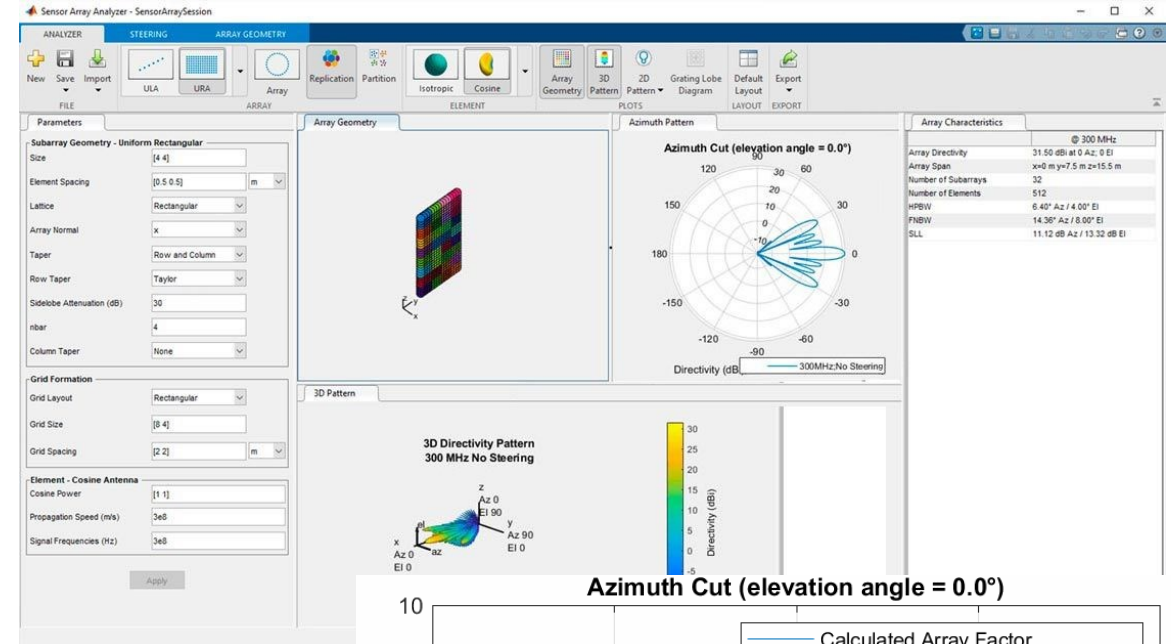 Sensor Array Analyzer - SensorArraySession
ANALYZER STEERING ARRAY GEOMETRY
New Save Import ULA URA Array Replication Partition Isotropic Cosine Array Geometry 3D Pattern 2D Pattern Grating Lobe Diagram Default Layout Export
FILE ARRAY ELEMENT PLOTS LAYOUT EXPORT
Parameters
Subarray Geometry - Uniform Rectangular
Size [4 4]
Element Spacing [0.5 0.5] m
Lattice Rectangular
Array Normal x
Taper Row and Column
Row Taper Taylor
Sidelobe Attenuation (dB) 30
nbar 4
Column Taper None
Grid Formation
Grid Layout Rectangular
Grid Size [8 4]
Grid Spacing [2 2] m
Element - Cosine Antenna
Cosine Power [1 1]
Propagation Speed (m/s) 3e8
Signal Frequencies (Hz) 3e8
Apply
Array Geometry
z
y
x
Azimuth Pattern
Azimuth Cut (elevation angle = 0.0°)
90
120 30 60
20
150 10 30
0
-10
180 0
-150 -30
-120 -60
-90
Directivity (dB
300MHz;No Steering
3D Pattern
3D Directivity Pattern
300 MHz No Steering
z
Az 0
El 90
y
Az 90
El 0
el
az
x
Az 0
El 0
30
25
20
15
10
5
0
-5
Directivity (dBi)
Array Characteristics
@ 300 MHz
Array Directivity 31.50 dBi at 0 Az; 0 El
Array Span x=0 m y=7.5 m z=15.5 m
Number of Subarrays 32
Number of Elements 512
HPBW 6.40° Az / 4.00° El
FNBW 14.36° Az / 8.00° El
SLL 11.12 dB Az / 13.32 dB El
Azimuth Cut (elevation angle = 0.0°)
10
Calculated Array Factor